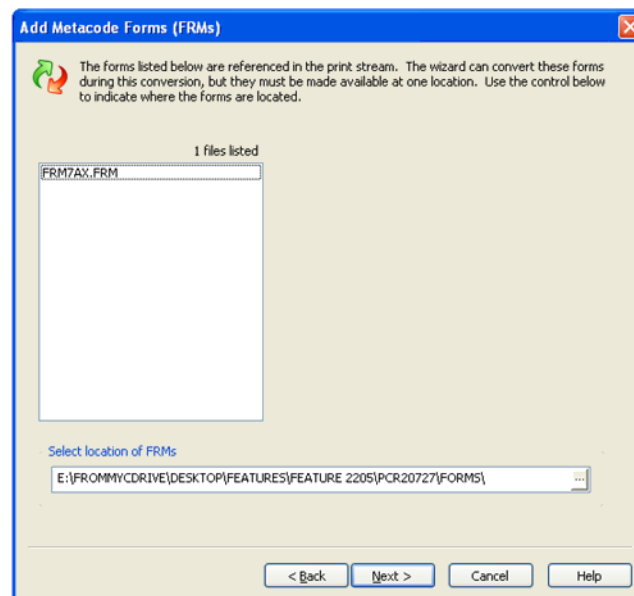 Add Metacode Forms (FRMs)
The forms listed below are referenced in the print stream. The wizard can convert these forms
during this conversion, but they must be made available at one location. Use the control below
to indicate where the forms are located.
1 files listed
FRM7AX.FRM
Select location of FRMs
E:\FROMMYCDRIVE\DESKTOP\FEATURES\FEATURE 2205\PCR20727\FORMS\
...
< Back
Next >
Cancel
Help